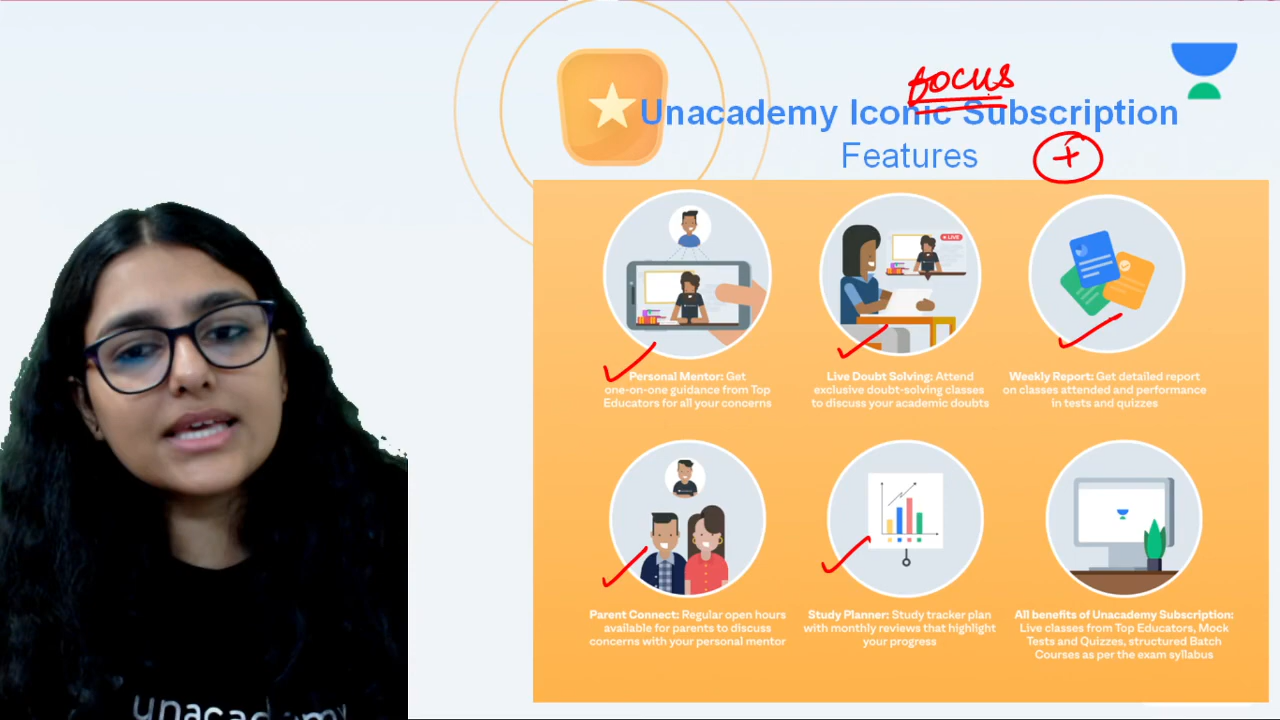 focus
Unacademy Iconic Subscription
Features
+
LIVE
Personal Mentor: Get
one-on-one guidance from Top
Educators for all your concerns
Live Doubt Solving: Attend
exclusive doubt-solving classes
to discuss your academic doubts
Weekly Report: Get detailed report
on classes attended and performance
in tests and quizzes
Parent Connect: Regular open hours
available for parents to discuss
concerns with your personal mentor
Study Planner: Study tracker plan
with monthly reviews that highlight
your progress
All benefits of Unacademy Subscription:
Live classes from Top Educators, Mock
Tests and Quizzes, structured Batch
Courses as per the exam syllabus
unacademy